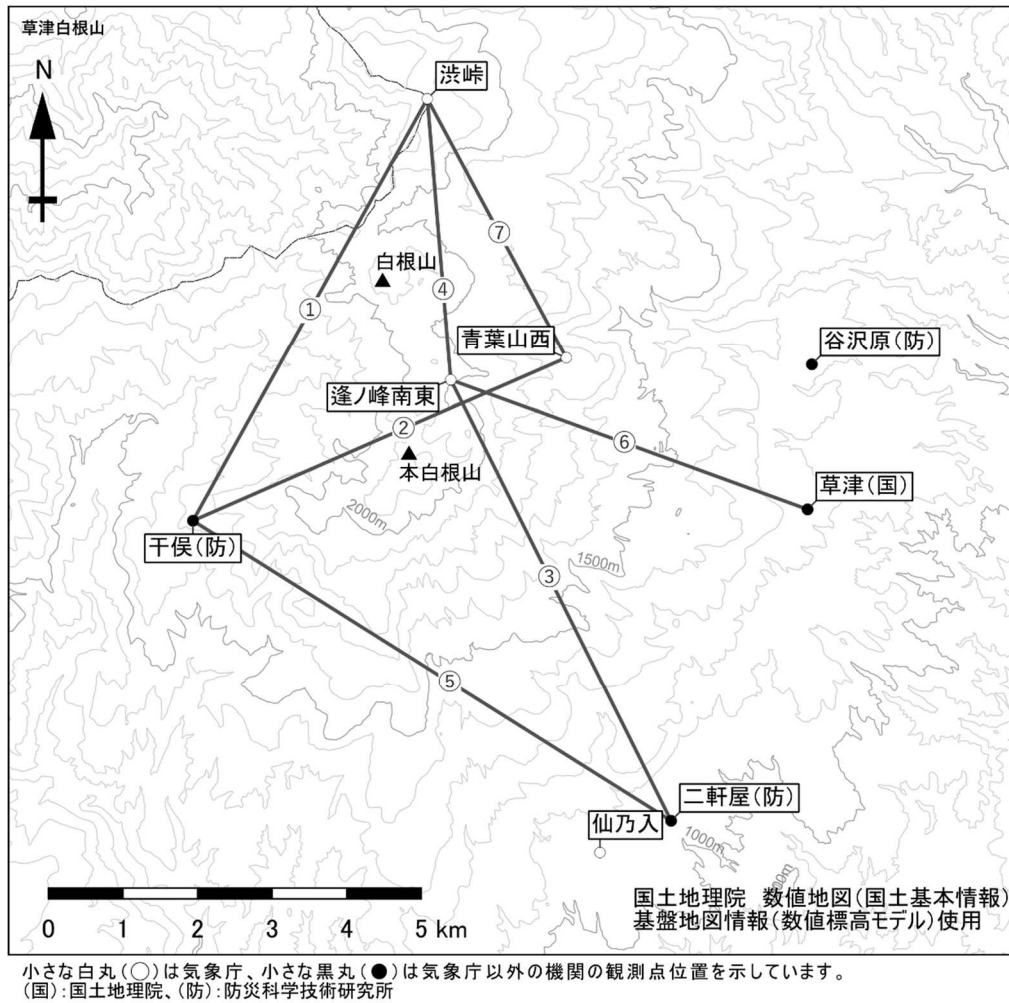 草津白根山
N
渋峠
⑦
白根山
④
①
青葉山西
谷沢原(防)
逢ノ峰南東
②
⑥
本白根山
草津(国)
2000m
干俣(防)
1500m
③
⑤
二軒屋(防)
仙乃入
1000m
国土地理院 数値地図(国土基本情報)
基盤地図情報(数値標高モデル)使用
0 1 2 3 4 5 km
小さな白丸(○)は気象庁、小さな黒丸(●)は気象庁以外の機関の観測点位置を示しています。
(国):国土地理院、(防):防災科学技術研究所